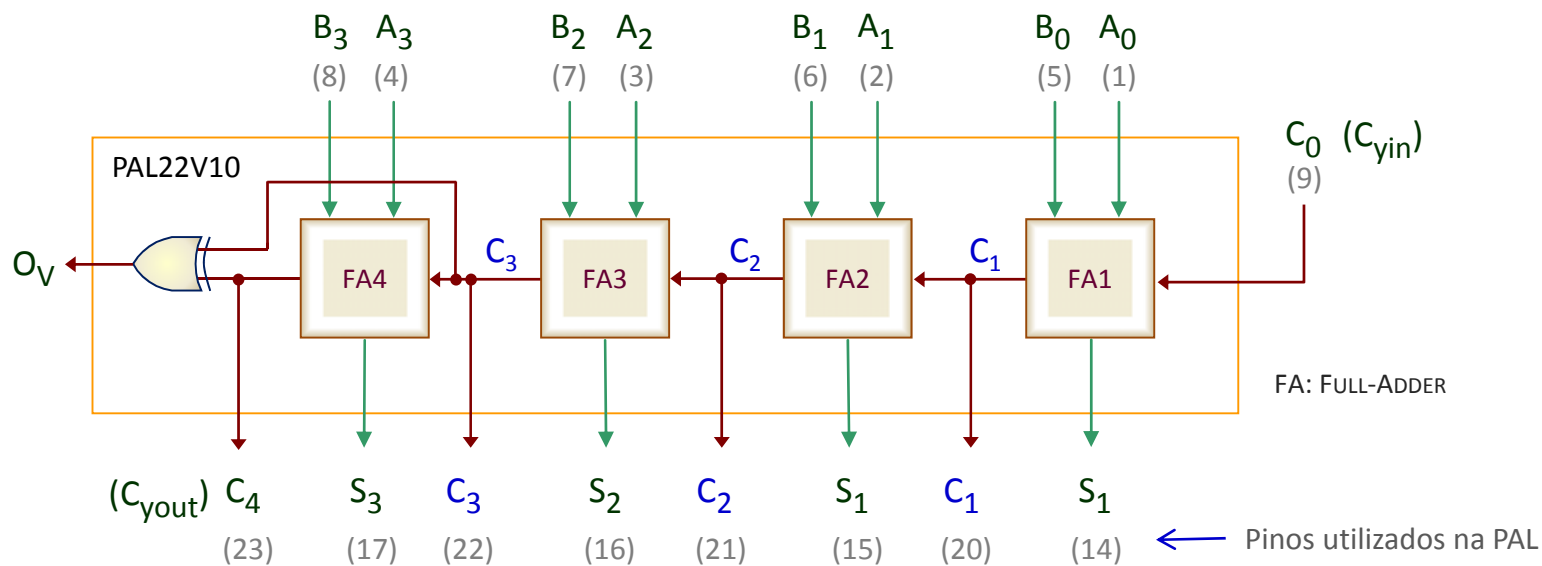 B3 A3 B2 A2 B1 A1 B0 A0
(8) (4) (7) (3) (6) (2) (5) (1)
C0 (Cyin)
(9)
PAL22V10
OV
C3 C2 C1
FA4 FA3 FA2 FA1
FA: FULL-ADDER
(Cyout) C4 S3 C3 S2 C2 S1 C1 S1
(23) (17) (22) (16) (21) (15) (20) (14) Pinos utilizados na PAL